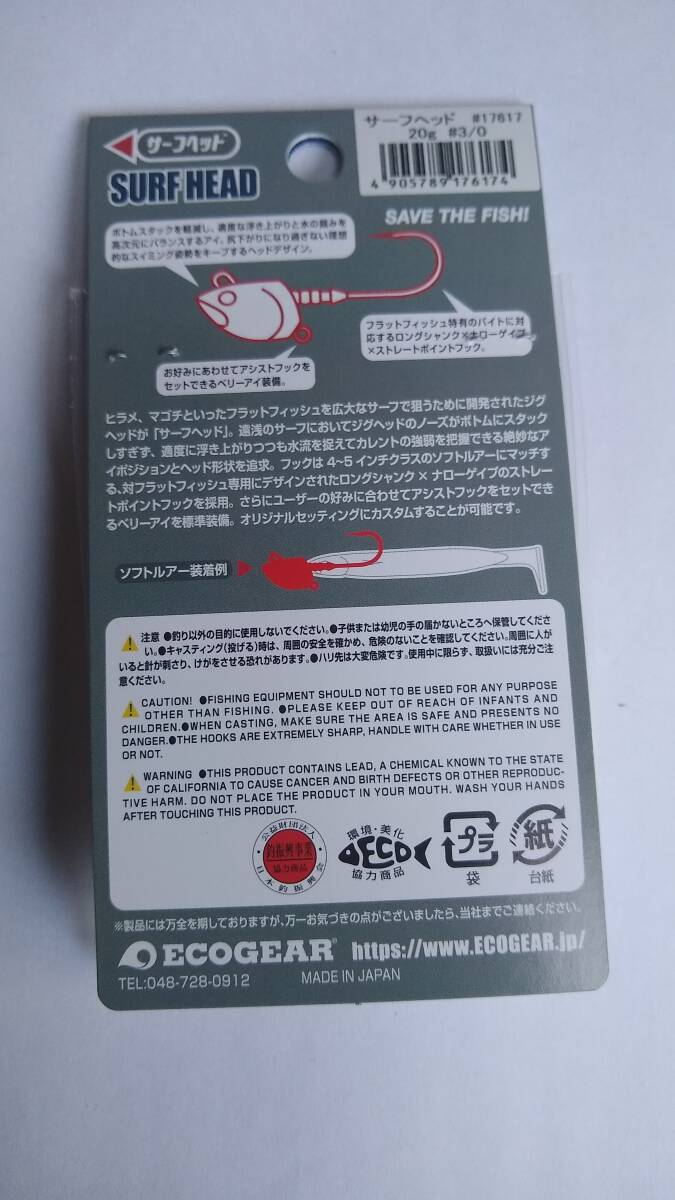 サーフヘッド #17617
20g #3/0
4 905789 176174
サーフヘッド
SURF HEAD
SAVE THE FISH!
ボトムスタックを軽減し、適度な浮き上がりと水の掴みを
高次元にバランスするアイ。尻下がりになり過ぎない理想
的なスイミング姿勢をキープするヘッドデザイン。
フラットフィッシュ特有のバイトに対
応するロングシャンク×ナローゲイプ
×ストレートポイントフック。
お好みにあわせてアシストフックを
セットできるベリーアイ装備。
ヒラメ、マゴチといったフラットフィッシュを広大なサーフで狙うために開発されたジグ
ヘッドが「サーフヘッド」。遠浅のサーフにおいてジグヘッドのノーズがボトムにスタック
しすぎず、適度に浮き上がりつつも水流を捉えてカレントの強弱を把握できる絶妙なア
イポジションとヘッド形状を追求。フックは4~5インチクラスのソフトルアーにマッチす
る、対フラットフィッシュ専用にデザインされたロングシャンク×ナローゲイプのストレー
トポイントフックを採用。さらにユーザーの好みに合わせてアシストフックをセットでき
るベリーアイを標準装備。オリジナルセッティングにカスタムすることが可能です。
ソフトルアー装着例
注意 ●釣り以外の目的に使用しないでください。●子供または幼児の手の届かないところへ保管してくださ
い。●キャスティング(投げる)時は、周囲の安全を確かめ、危険のないことを確認してください。周囲に人が
いると針が刺さり、けがをさせる恐れがあります。●ハリ先は大変危険です。使用中に限らず、取扱いには充分ご注
意ください。
CAUTION! ●FISHING EQUIPMENT SHOULD NOT TO BE USED FOR ANY PURPOSE
OTHER THAN FISHING. ●PLEASE KEEP OUT OF REACH OF INFANTS AND
CHILDREN.●WHEN CASTING, MAKE SURE THE AREA IS SAFE AND PRESENTS NO
DANGER.●THE HOOKS ARE EXTREMELY SHARP, HANDLE WITH CARE WHETHER IN USE
OR NOT.
WARNING ●THIS PRODUCT CONTAINS LEAD, A CHEMICAL KNOWN TO THE STATE
OF CALIFORNIA TO CAUSE CANCER AND BIRTH DEFECTS OR OTHER REPRODUC-
TIVE HARM. DO NOT PLACE THE PRODUCT IN YOUR MOUTH. WASH YOUR HANDS
AFTER TOUCHING THIS PRODUCT.
公益財団法人
釣振興事業
協力商品
日本釣振興会
環境・美化
ECO
協力商品
プラ
袋
紙
台紙
※製品には万全を期しておりますが、万一お気づきの点がございましたら、当社までご連絡ください。
ECOGEAR® https://www.ECOGEAR.jp/
TEL:048-728-0912 MADE IN JAPAN